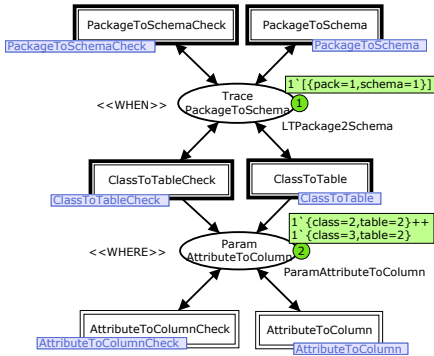 PackageToSchemaCheck
PackageToSchema
PackageToSchemaCheck
PackageToSchema
1`[{pack=1,schema=1}]
Trace
PackageToSchema
1
<<WHEN>>
LTPackage2Schema
ClassToTableCheck
ClassToTable
ClassToTableCheck
ClassToTable
1`{class=2,table=2}++
1`{class=3,table=2}
<<WHERE>>
Param
AttributeToColumn
2
ParamAttributeToColumn
AttributeToColumnCheck
AttributeToColumn
AttributeToColumnCheck
AttributeToColumn